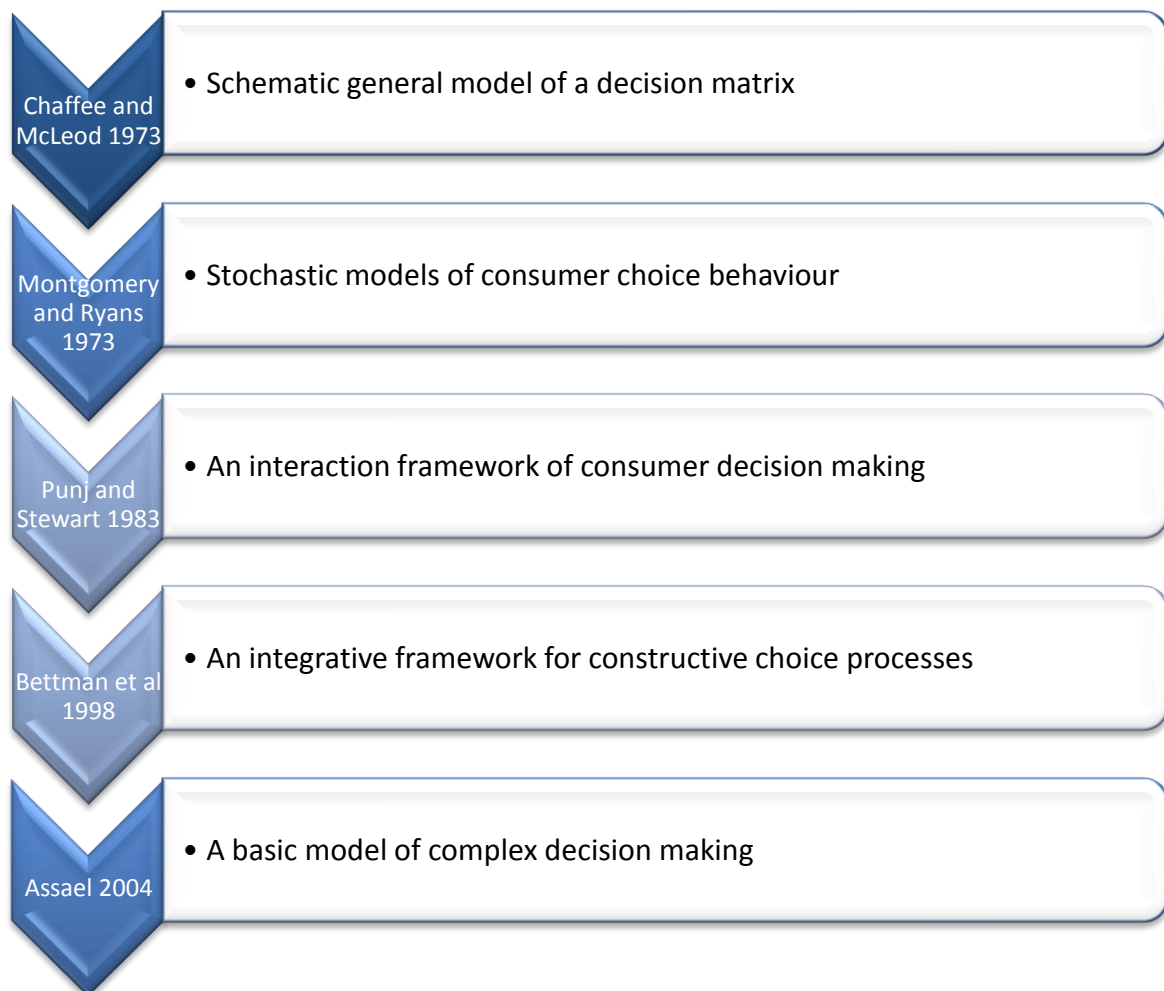 Chaffee and
McLeod 1973
• Schematic general model of a decision matrix
Montgomery
and Ryans
1973
• Stochastic models of consumer choice behaviour
Punj and
Stewart 1983
• An interaction framework of consumer decision making
Bettman et al
1998
• An integrative framework for constructive choice processes
Assael 2004
• A basic model of complex decision making